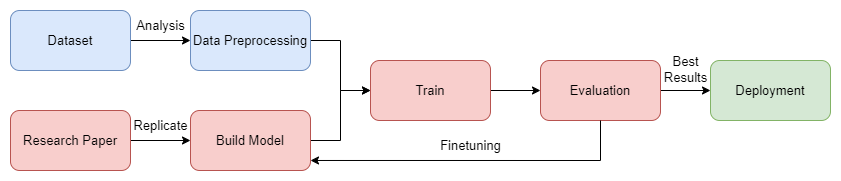 Dataset
Analysis
Data Preprocessing
Research Paper
Replicate
Build Model
Train
Evaluation
Best
Results
Deployment
Finetuning